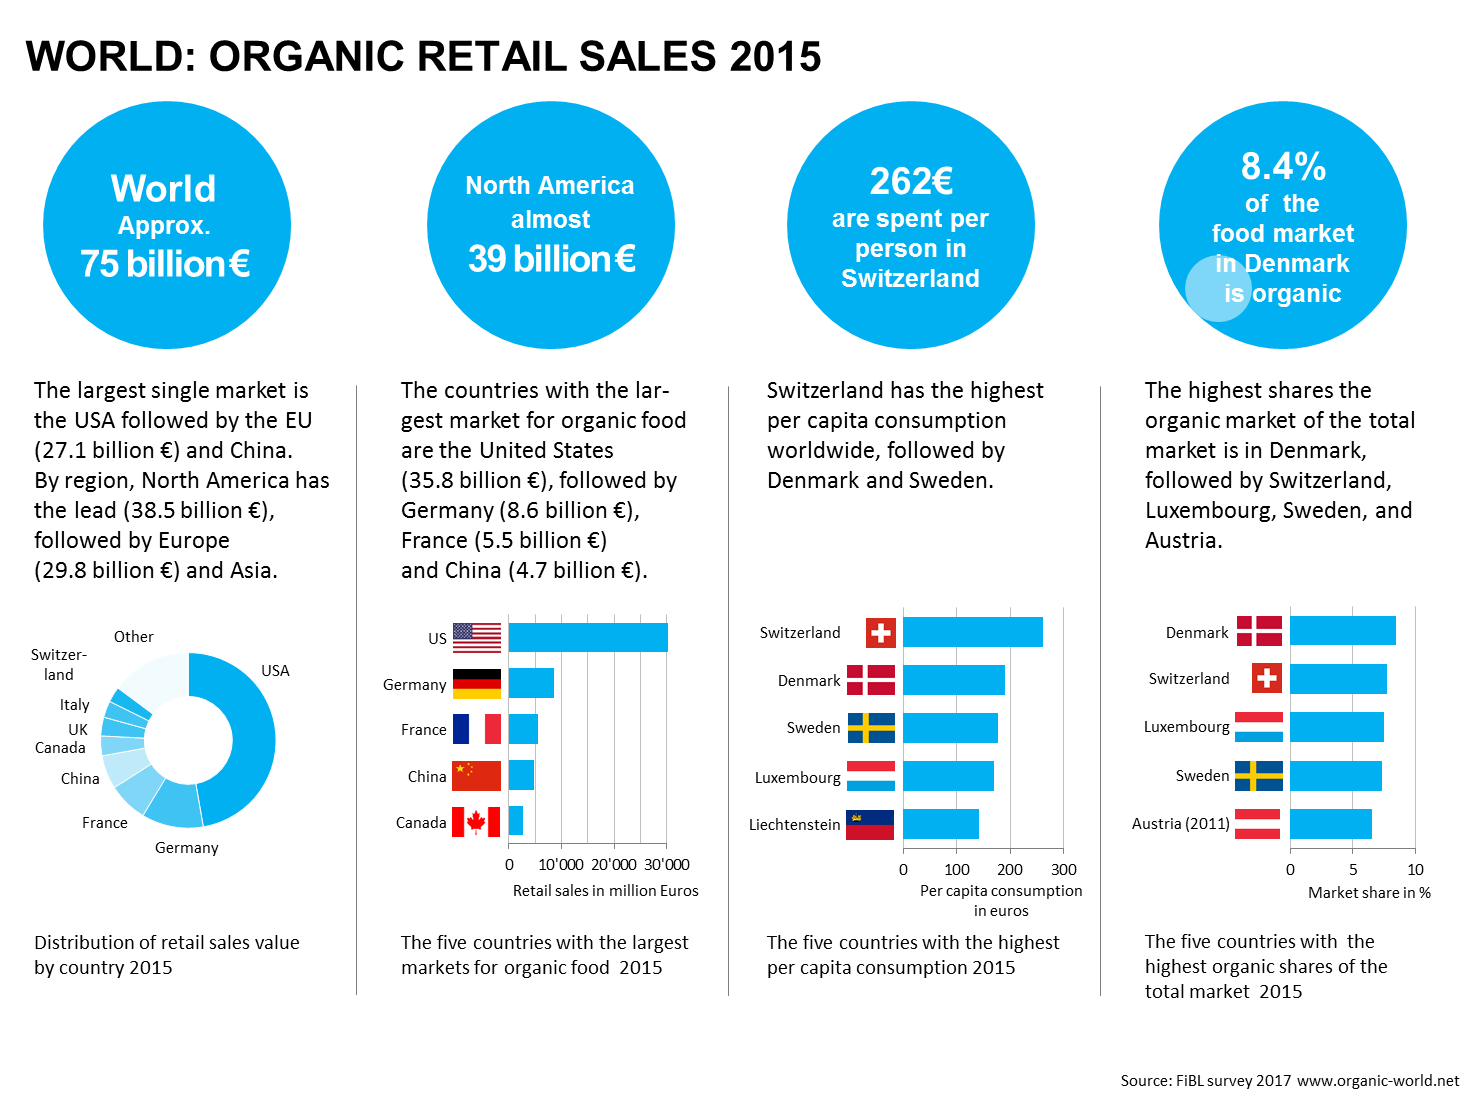 WORLD: ORGANIC RETAIL SALES 2015
World
Approx.
75 billion €
North America
almost
39 billion €
262€
are spent per
person in
Switzerland
8.4%
of the
food market
in Denmark
is organic
The largest single market is
the USA followed by the EU
(27.1 billion €) and China.
By region, North America has
the lead (38.5 billion €),
followed by Europe
(29.8 billion €) and Asia.
The countries with the lar-
gest market for organic food
are the United States
(35.8 billion €), followed by
Germany (8.6 billion €),
France (5.5 billion €)
and China (4.7 billion €).
Switzerland has the highest
per capita consumption
worldwide, followed by
Denmark and Sweden.
The highest shares the
organic market of the total
market is in Denmark,
followed by Switzerland,
Luxembourg, Sweden, and
Austria.
Other
Switzer-
land
USA
Italy
UK
Canada
China
France
Germany
Distribution of retail sales value
by country 2015
US
Germany
France
China
Canada
0 10'000 20'000 30'000
Retail sales in million Euros
The five countries with the largest
markets for organic food 2015
Switzerland
Denmark
Sweden
Luxembourg
Liechtenstein
0 100 200 300
Per capita consumption
in euros
The five countries with the highest
per capita consumption 2015
Denmark
Switzerland
Luxembourg
Sweden
Austria (2011)
0 5 10
Market share in %
The five countries with the
highest organic shares of the
total market 2015
Source: FiBL survey 2017 www.organic-world.net